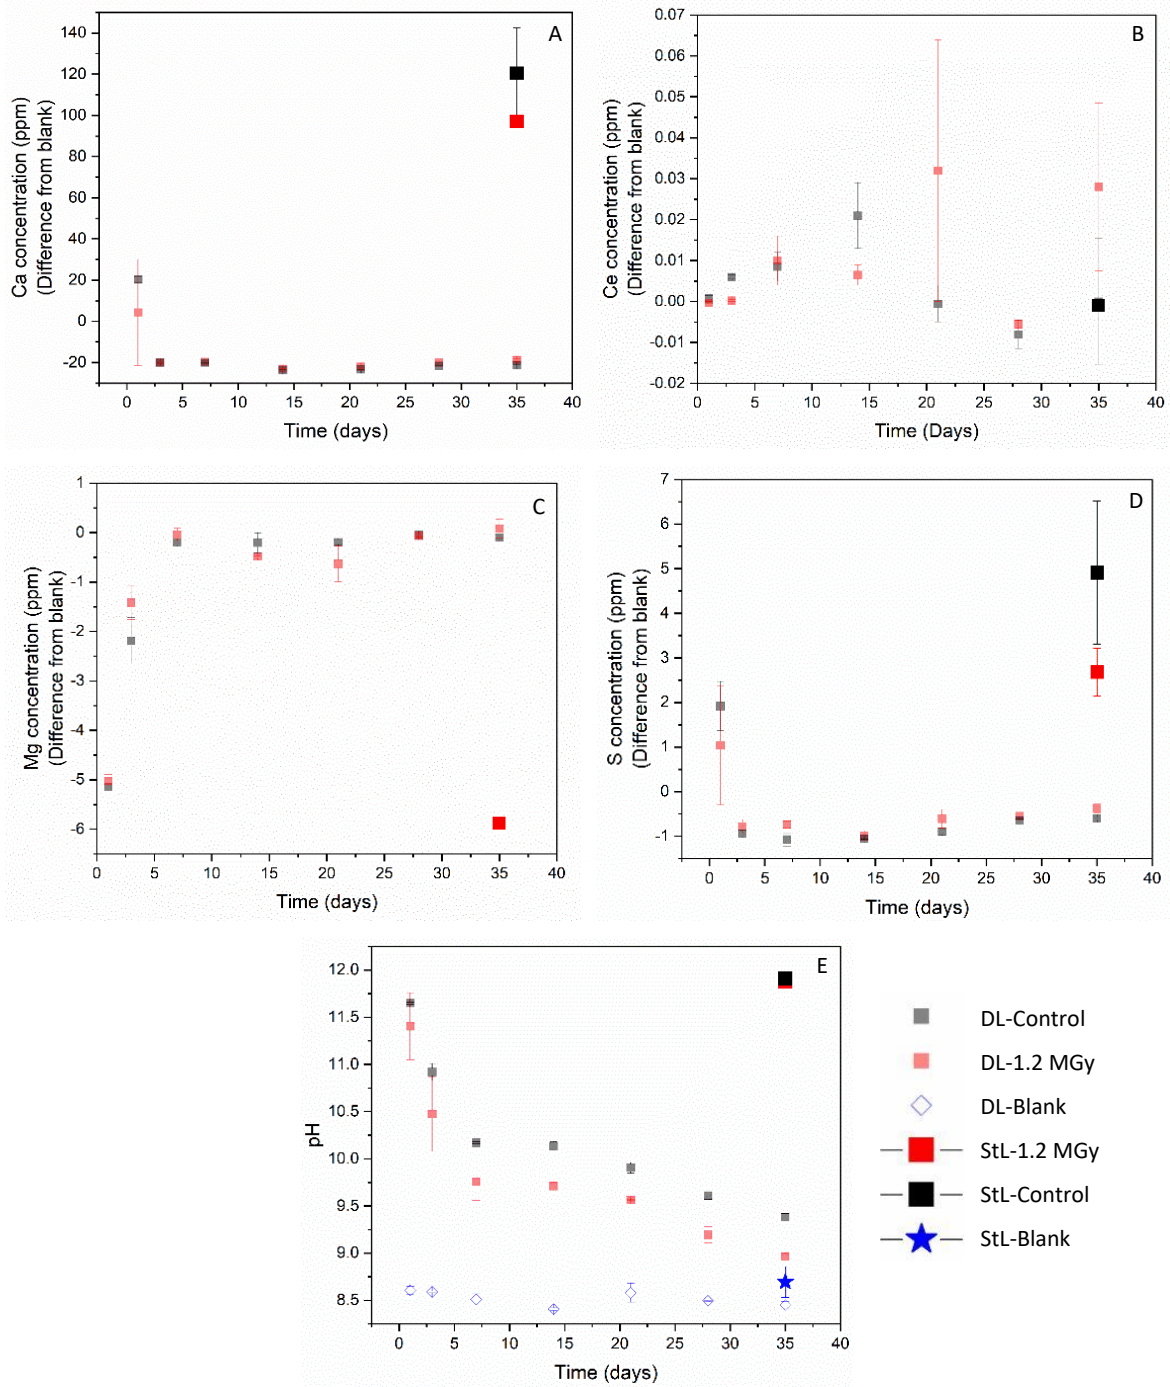 A
140
120
100
80
60
40
20
0
-20
Ca concentration (ppm)
(Difference from blank)
0 5 10 15 20 25 30 35 40
Time (days)
B
0.07
0.06
0.05
0.04
0.03
0.02
0.01
0.00
-0.01
-0.02
Ce concentration (ppm)
(Difference from blank)
0 5 10 15 20 25 30 35 40
Time (Days)
C
1
0
-1
-2
-3
-4
-5
-6
Mg concentration (ppm)
(Difference from blank)
0 5 10 15 20 25 30 35 40
Time (days)
D
7
6
5
4
3
2
1
0
-1
S concentration (ppm)
(Difference from blank)
0 5 10 15 20 25 30 35 40
Time (days)
E
12.0
11.5
11.0
10.5
10.0
9.5
9.0
8.5
pH
0 5 10 15 20 25 30 35 40
Time (days)
DL-Control
DL-1.2 MGy
DL-Blank
StL-1.2 MGy
StL-Control
StL-Blank